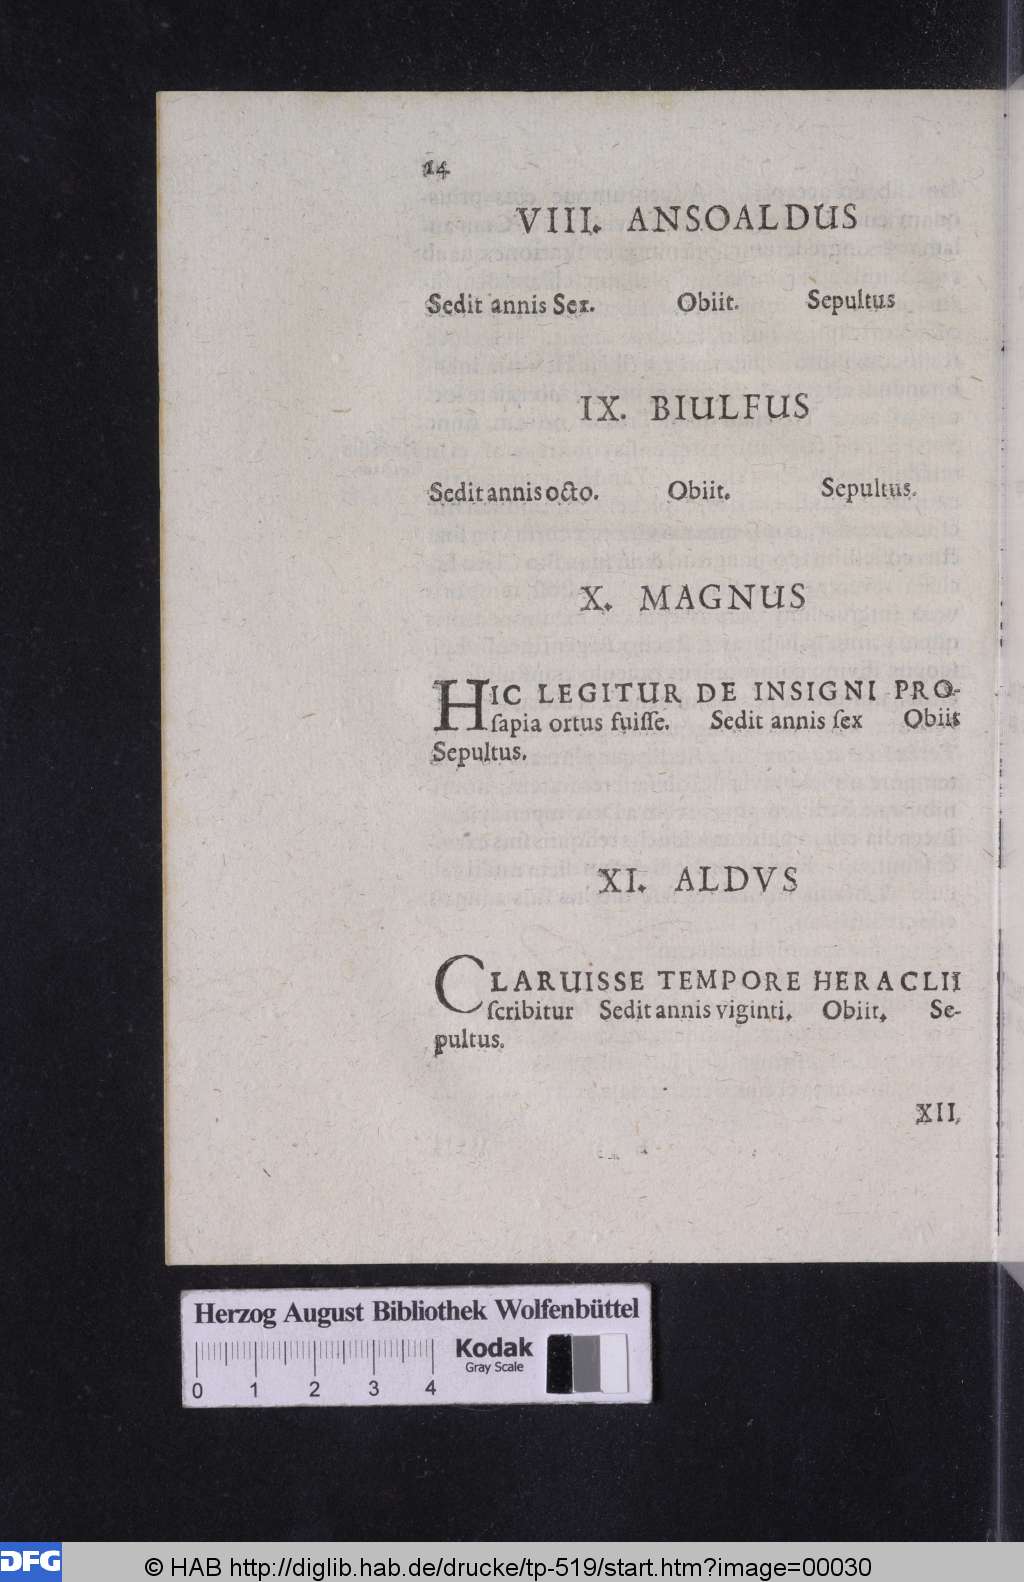 14
VIII. ANSOALDUS
Sedit annis Sex. Obiit. Sepultus
IX. BIULFUS
Sedit annis octo. Obiit. Sepultus.
X. MAGNUS
HIC LEGITUR DE INSIGNI PRO-
ſapia ortus fuiſſe. Sedit annis ſex Obiit
Sepultus.
XI. ALDVS
CLARUISSE TEMPORE HERACLII
ſcribitur Sedit annis viginti. Obiit. Se-
pultus.
XII.
Herzog August Bibliothek Wolfenbüttel
Kodak
Gray Scale
0 1 2 3 4
DFG
© HAB http://diglib.hab.de/drucke/tp-519/start.htm?image=00030